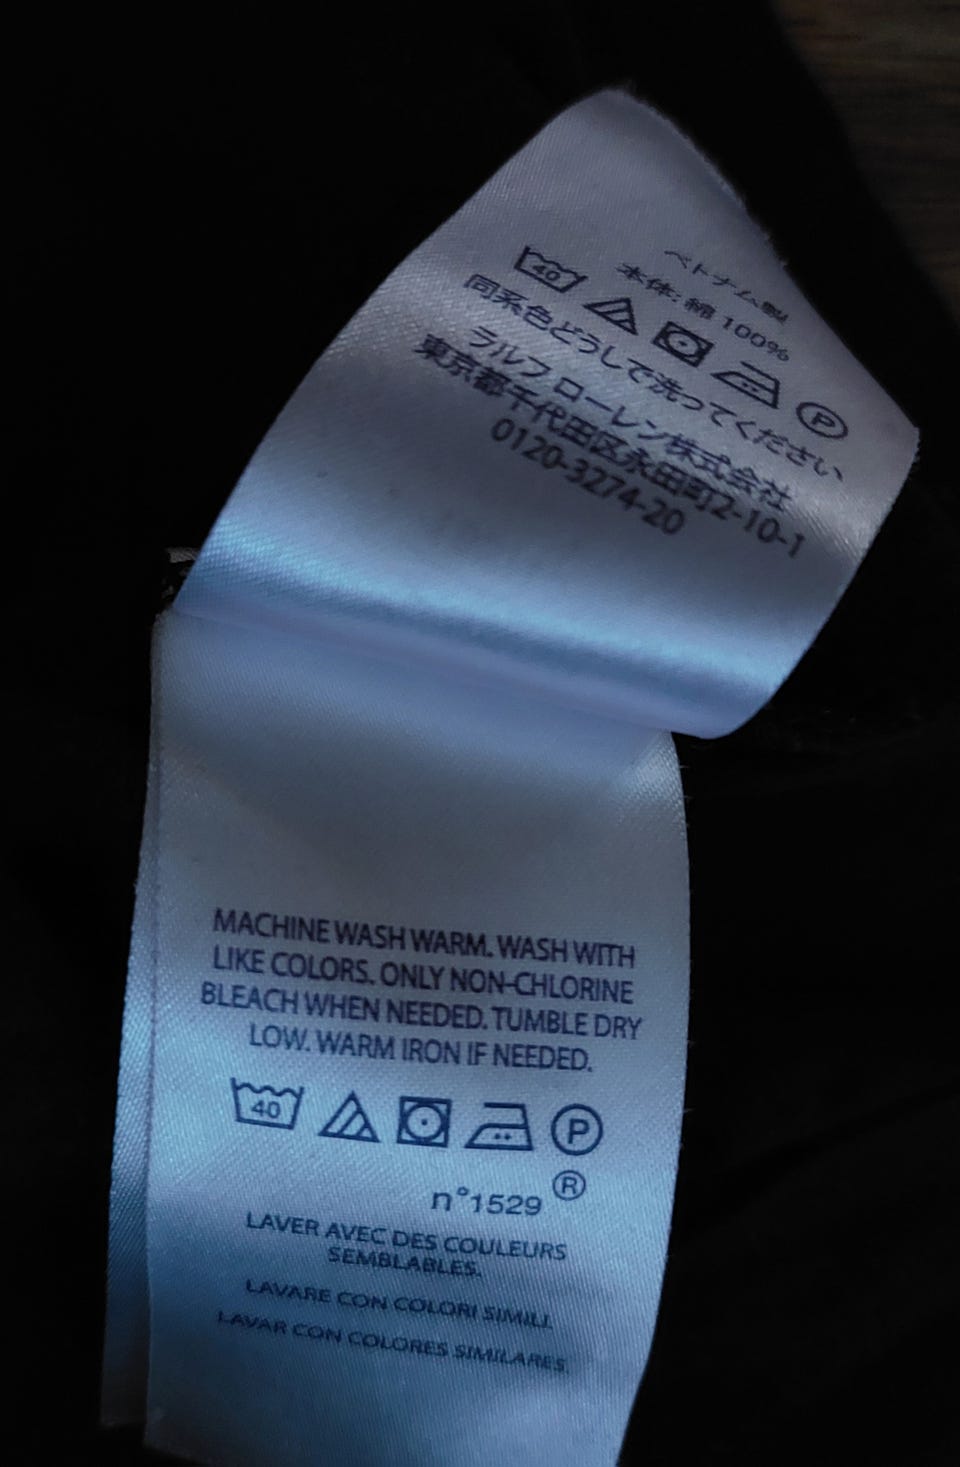 ベトナム製
本体: 綿 100%
40 P
同系色どうしで洗ってください
ラルフ ローレン株式会社
東京都千代田区永田町2-10-1
0120-3274-20
MACHINE WASH WARM. WASH WITH
LIKE COLORS. ONLY NON-CHLORINE
BLEACH WHEN NEEDED. TUMBLE DRY
LOW. WARM IRON IF NEEDED.
40 P
n°1529 ®
LAVER AVEC DES COULEURS
SEMBLABLES.
LAVARE CON COLORI SIMILI.
LAVAR CON COLORES SIMILARES.